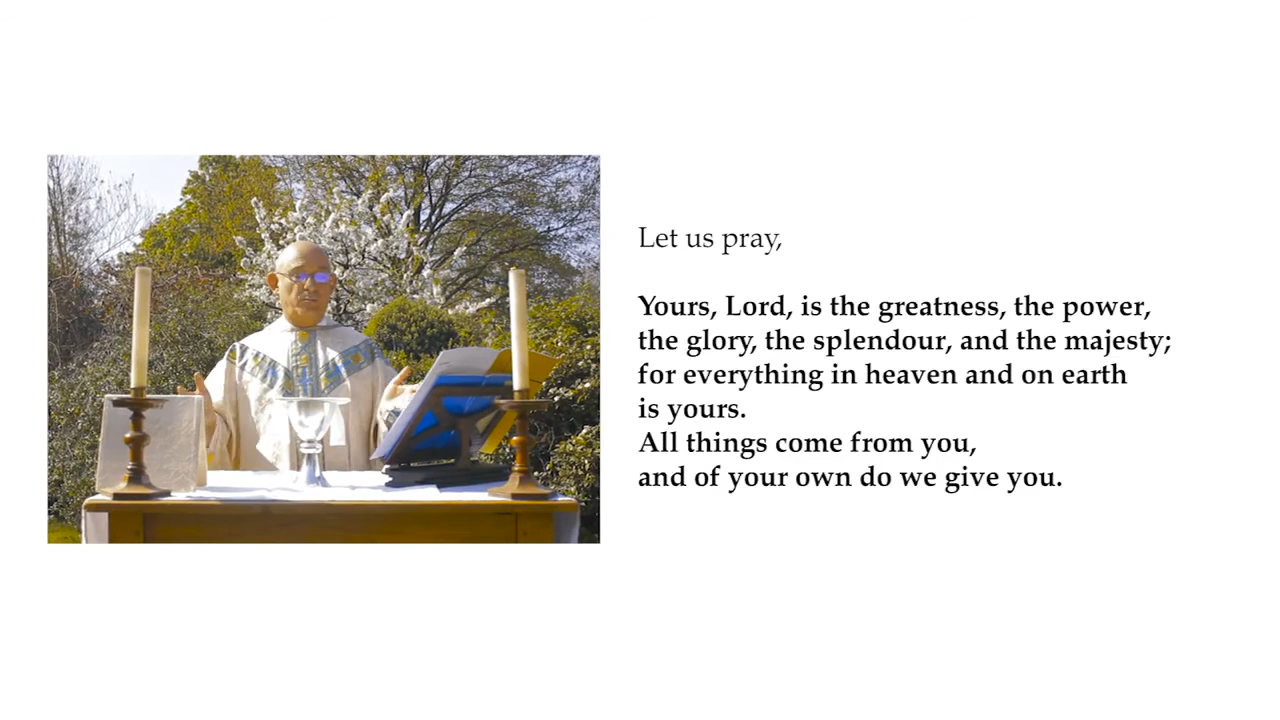 Let us pray,
Yours, Lord, is the greatness, the power,
the glory, the splendour, and the majesty;
for everything in heaven and on earth
is yours.
All things come from you,
and of your own do we give you.